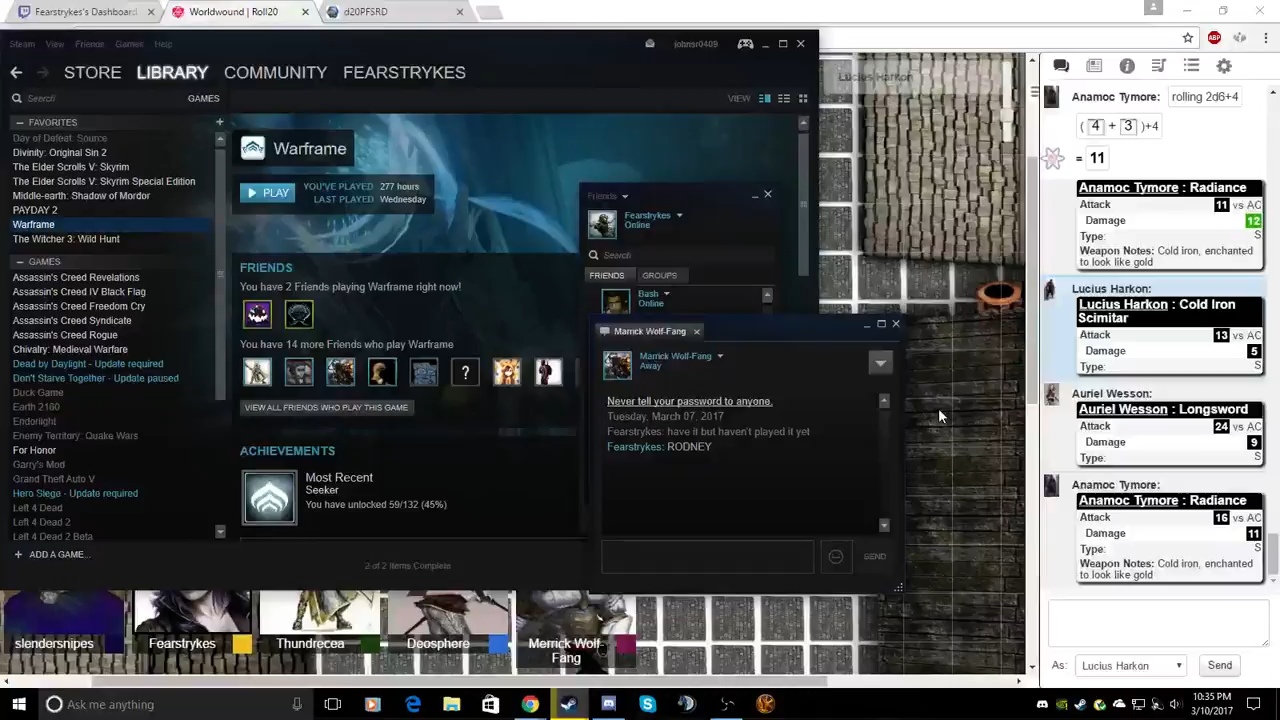 Fearstrykes's Dashboard
Worldwound | Roll20
d20PFSRD
Steam View Friends Games Help
johnsr0409
STORE LIBRARY COMMUNITY FEARSTRYKES
Search GAMES
VIEW
FAVORITES
Day of Defeat: Source
Divinity: Original Sin 2
The Elder Scrolls V: Skyrim
The Elder Scrolls V: Skyrim Special Edition
Middle-earth: Shadow of Mordor
PAYDAY 2
Warframe
The Witcher 3: Wild Hunt
GAMES
Assassin's Creed Revelations
Assassin's Creed IV Black Flag
Assassin's Creed Freedom Cry
Assassin's Creed Syndicate
Assassin's Creed Rogue
Chivalry: Medieval Warfare
Dead by Daylight - Update required
Don't Starve Together - Update paused
Duck Game
Earth 2160
Endorlight
Enemy Territory: Quake Wars
For Honor
Garry's Mod
Grand Theft Auto V
Hero Siege - Update required
Left 4 Dead
Left 4 Dead 2
Left 4 Dead 2 Beta
ADD A GAME...
Warframe
PLAY
YOU'VE PLAYED 277 hours
LAST PLAYED Wednesday
FRIENDS
You have 2 Friends playing Warframe right now!
You have 14 more Friends who play Warframe
?
VIEW ALL FRIENDS WHO PLAY THIS GAME
ACHIEVEMENTS
Most Recent
Seeker
You have unlocked 59/132 (45%)
2 of 2 Items Complete
Friends
Fearstrykes
Online
Search
FRIENDS GROUPS
Bash
Online
Merrick Wolf-Fang
Merrick Wolf-Fang
Away
Never tell your password to anyone.
Tuesday, March 07, 2017
Fearstrykes: have it but haven't played it yet
Fearstrykes: RODNEY
SEND
Lucius Harkon
slendersnipes
Fearstrykes
Thundrecea
Deosphere
Merrick Wolf
Fang
ABP
Anamoc Tymore: rolling 2d6+4
( 4 + 3 )+4
= 11
Anamoc Tymore : Radiance
Attack 11 vs AC
Damage 12
Type: S
Weapon Notes: Cold iron, enchanted
to look like gold
Lucius Harkon:
Lucius Harkon : Cold Iron
Scimitar
Attack 13 vs AC
Damage 5
Type: S
Auriel Wesson:
Auriel Wesson : Longsword
Attack 24 vs AC
Damage 9
Type: S
Anamoc Tymore:
Anamoc Tymore : Radiance
Attack 16 vs AC
Damage 11
Type: S
Weapon Notes: Cold iron, enchanted
to look like gold
As: Lucius Harkon Send
Ask me anything
10:35 PM
3/10/2017